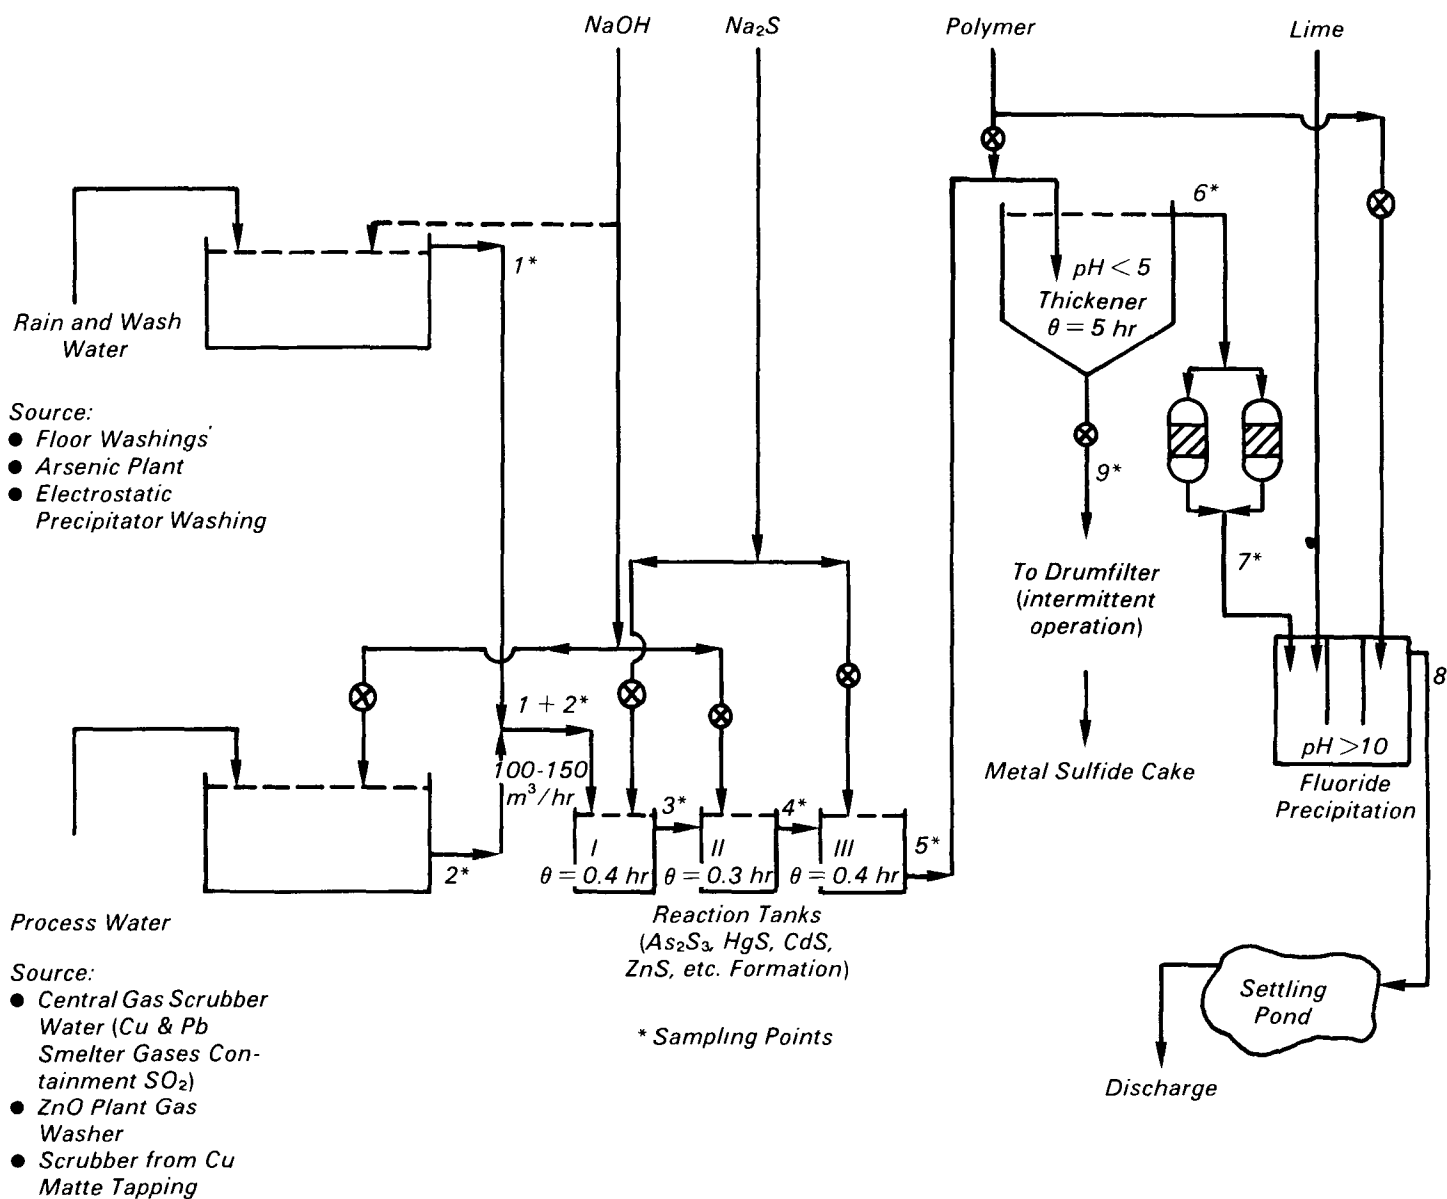 NaOH
Na₂S
Polymer
Lime
6*
1*
pH < 5
Thickener
θ = 5 hr
Rain and Wash
Water
Source:
● Floor Washings
● Arsenic Plant
● Electrostatic
Precipitator Washing
9*
7*
To Drumfilter
(intermittent
operation)
8
1 + 2*
pH >10
100-150
m³/hr
Metal Sulfide Cake
Fluoride
Precipitation
3*
4*
5*
I
II
III
θ = 0.4 hr
θ = 0.3 hr
θ = 0.4 hr
2*
Process Water
Reaction Tanks
(As₂S₃, HgS, CdS,
ZnS, etc. Formation)
Source:
● Central Gas Scrubber
Water (Cu & Pb
Smelter Gases Con-
tainment SO₂)
● ZnO Plant Gas
Washer
● Scrubber from Cu
Matte Tapping
Settling
Pond
* Sampling Points
Discharge